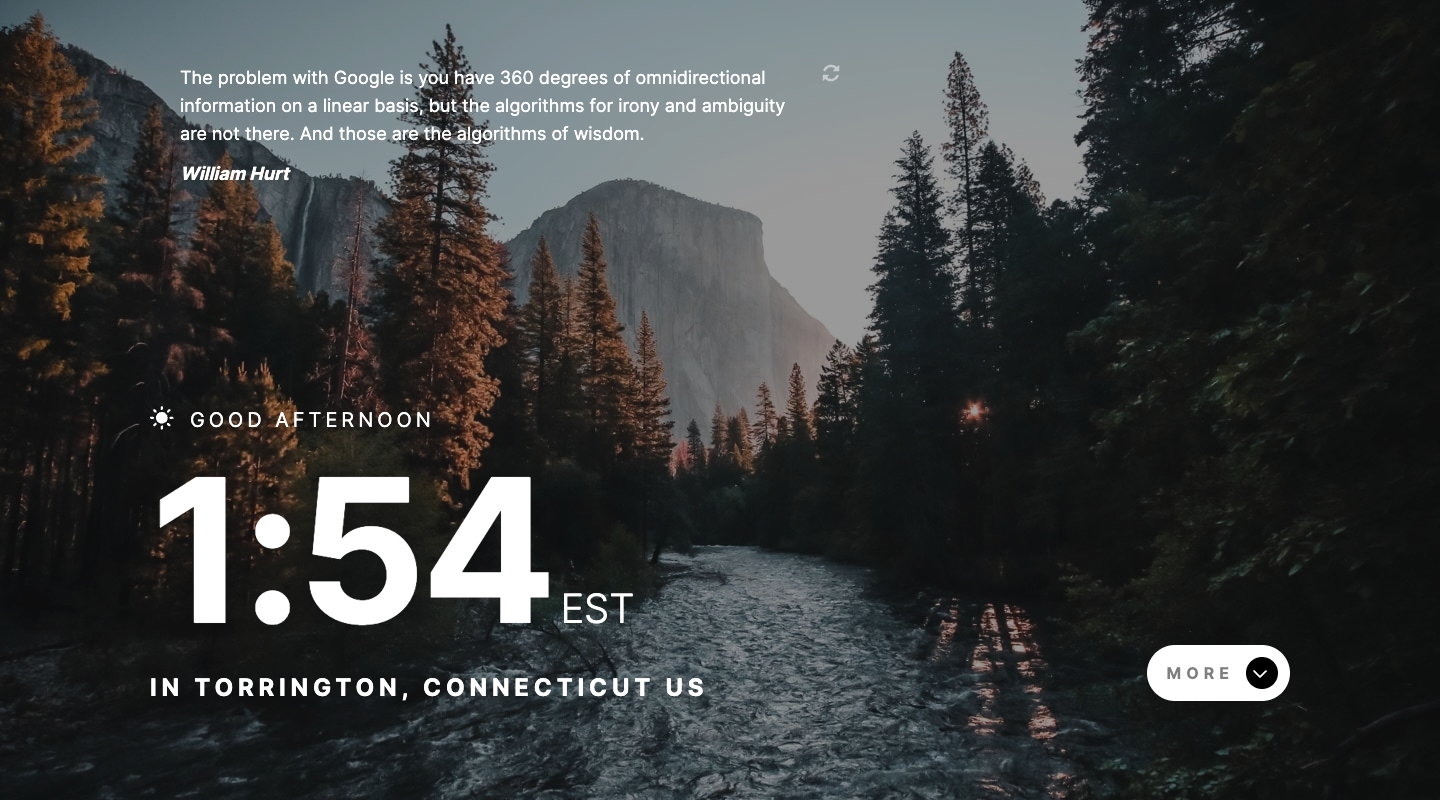 The problem with Google is you have 360 degrees of omnidirectional
information on a linear basis, but the algorithms for irony and ambiguity
are not there. And those are the algorithms of wisdom.
William Hurt
GOOD AFTERNOON
1:54 EST
IN TORRINGTON, CONNECTICUT US
MORE